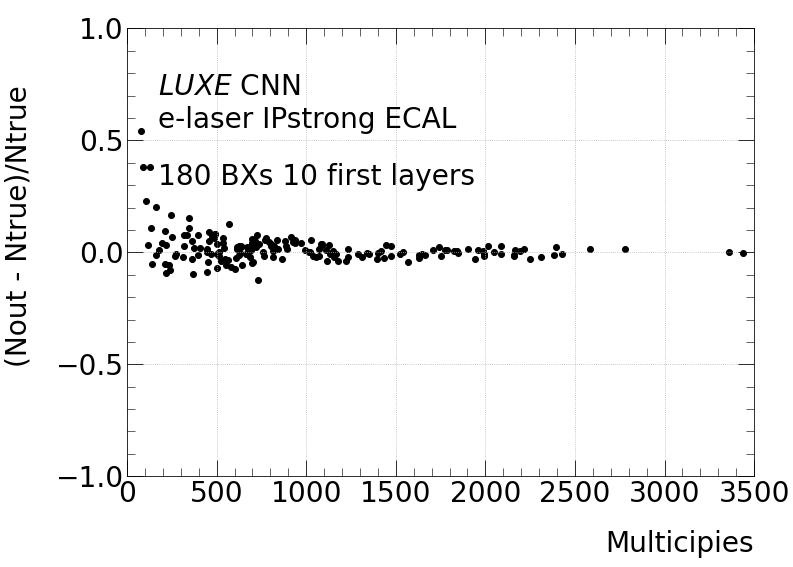 1.0
0.5
0.0
−0.5
−1.0
(Nout - Ntrue)/Ntrue
LUXE CNN
e-laser IPstrong ECAL
180 BXs 10 first layers
0 500 1000 1500 2000 2500 3000 3500
Multicipies